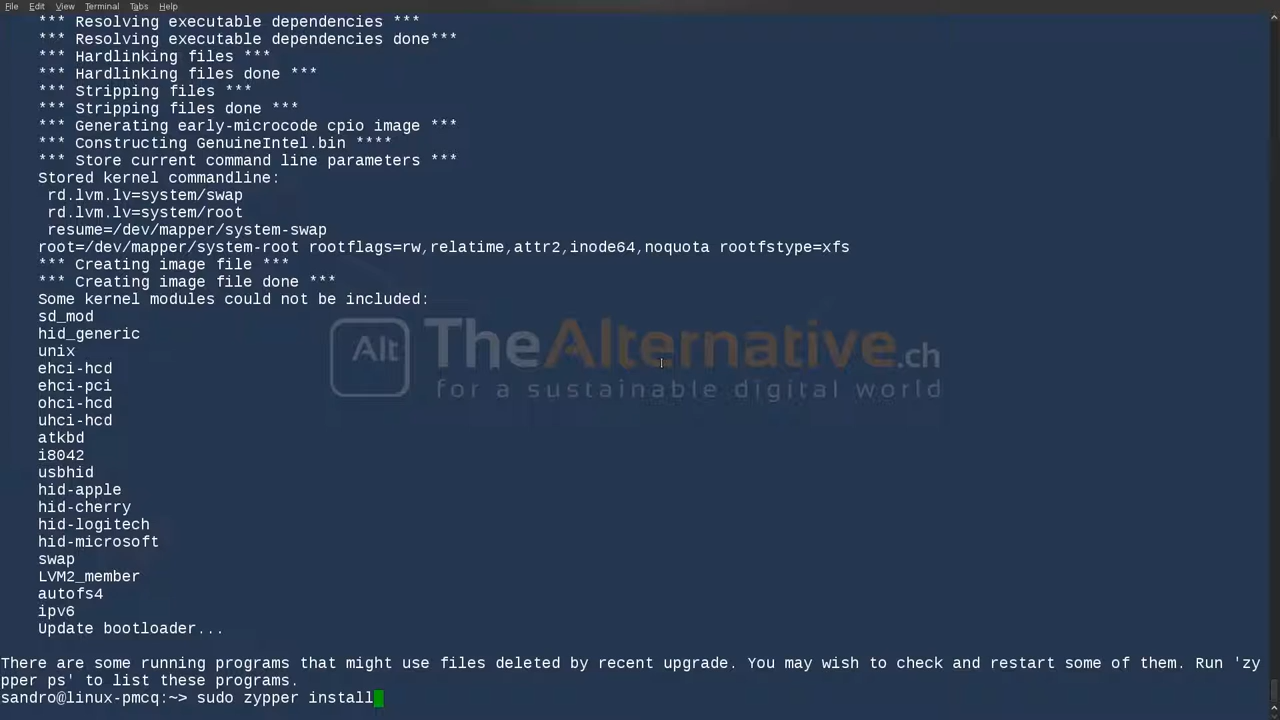 File Edit View Terminal Tabs Help
*** Resolving executable dependencies ***
*** Resolving executable dependencies done***
*** Hardlinking files ***
*** Hardlinking files done ***
*** Stripping files ***
*** Stripping files done ***
*** Generating early-microcode cpio image ***
*** Constructing GenuineIntel.bin ****
*** Store current command line parameters ***
Stored kernel commandline:
rd.lvm.lv=system/swap
rd.lvm.lv=system/root
resume=/dev/mapper/system-swap
root=/dev/mapper/system-root rootflags=rw,relatime,attr2,inode64,noquota rootfstype=xfs
*** Creating image file ***
*** Creating image file done ***
Some kernel modules could not be included:
sd_mod
hid_generic
unix
ehci-hcd
ehci-pci
ohci-hcd
uhci-hcd
atkbd
i8042
usbhid
hid-apple
hid-cherry
hid-logitech
hid-microsoft
swap
LVM2_member
autofs4
ipv6
Update bootloader...
Alt TheAlternative.ch
for a sustainable digital world
There are some running programs that might use files deleted by recent upgrade. You may wish to check and restart some of them. Run 'zy
pper ps' to list these programs.
sandro@linux-pmcq:~> sudo zypper install